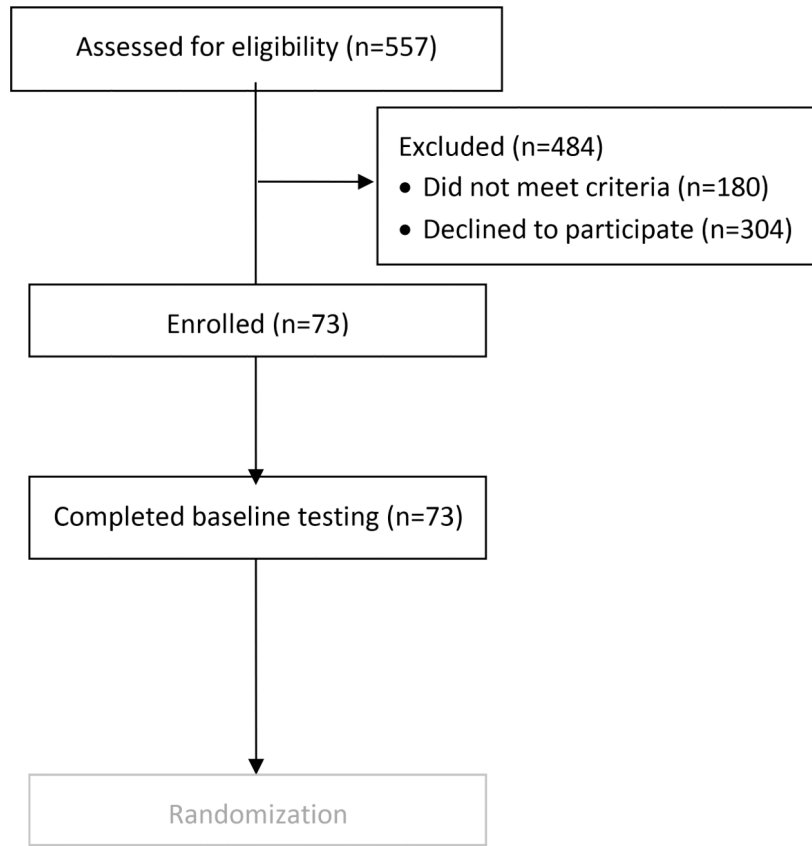 Assessed for eligibility (n=557)
Excluded (n=484)
• Did not meet criteria (n=180)
• Declined to participate (n=304)
Enrolled (n=73)
Completed baseline testing (n=73)
Randomization